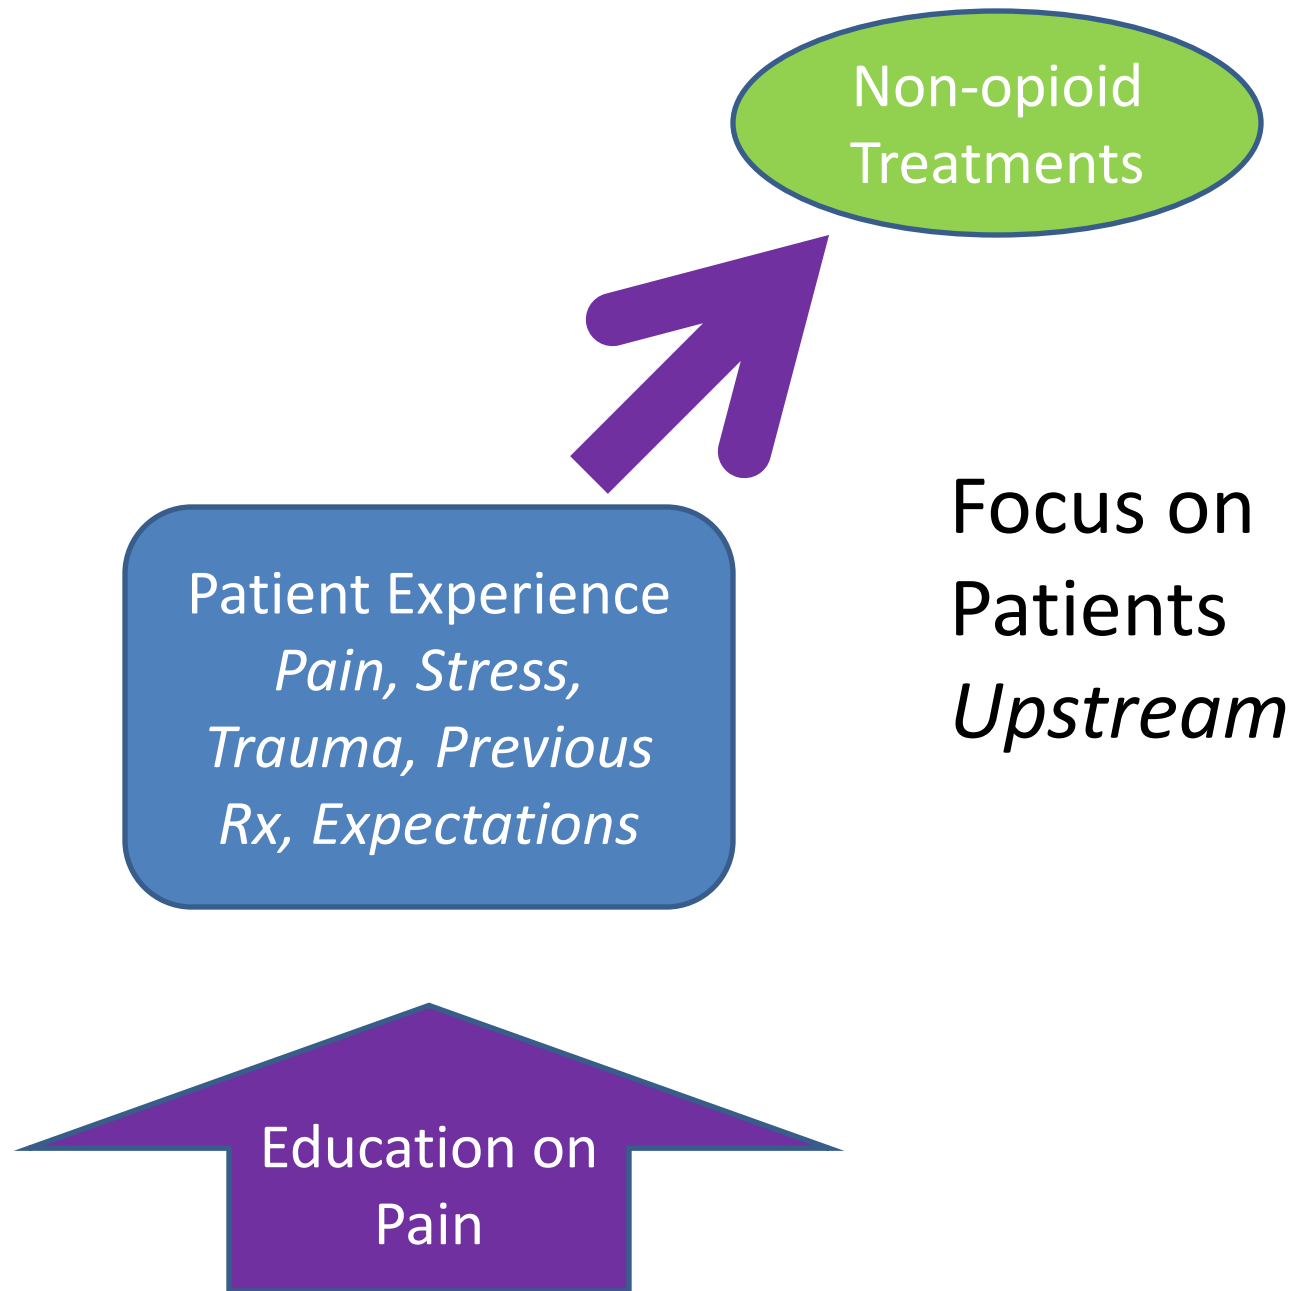 Non-opioid
Treatments
Focus on
Patients
Upstream
Patient Experience
Pain, Stress,
Trauma, Previous
Rx, Expectations
Education on
Pain